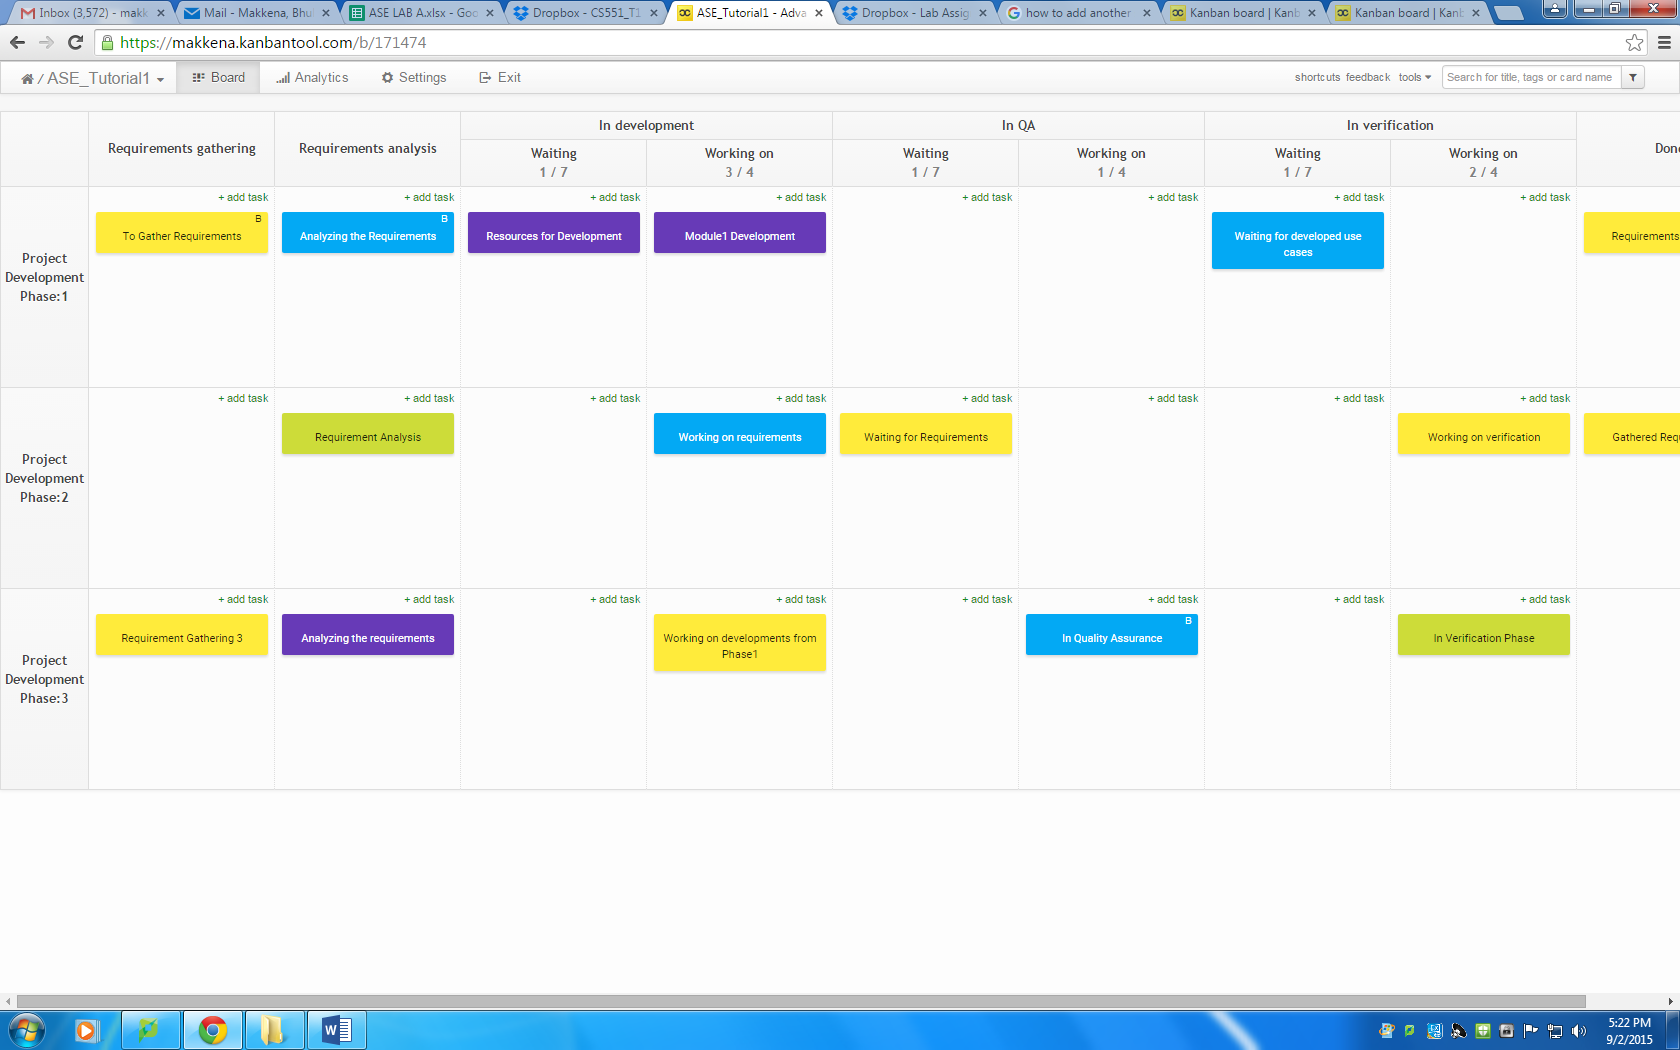 Inbox (3,572) - makk
Mail - Makkena, Bhu
ASE LAB A.xlsx - Goo
Dropbox - CS551_T1
ASE_Tutorial1 - Adva
Dropbox - Lab Assig
how to add another
Kanban board | Kanb
Kanban board | Kanb
https://makkena.kanbantool.com/b/171474
/ ASE_Tutorial1
Board
Analytics
Settings
Exit
shortcuts feedback tools
Search for title, tags or card name
Requirements gathering
Requirements analysis
In development
In QA
In verification
Waiting
1 / 7
Working on
3 / 4
Waiting
1 / 7
Working on
1 / 4
Waiting
1 / 7
Working on
2 / 4
Project
Development
Phase:1
+ add task
+ add task
+ add task
+ add task
+ add task
+ add task
+ add task
+ add task
B
To Gather Requirements
B
Analyzing the Requirements
Resources for Development
Module1 Development
Waiting for developed use
cases
Requirements
Project
Development
Phase:2
+ add task
+ add task
+ add task
+ add task
+ add task
+ add task
+ add task
+ add task
Requirement Analysis
Working on requirements
Waiting for Requirements
Working on verification
Gathered Requ
Project
Development
Phase:3
+ add task
+ add task
+ add task
+ add task
+ add task
+ add task
+ add task
+ add task
Requirement Gathering 3
Analyzing the requirements
Working on developments from
Phase1
B
In Quality Assurance
In Verification Phase
5:22 PM
9/2/2015